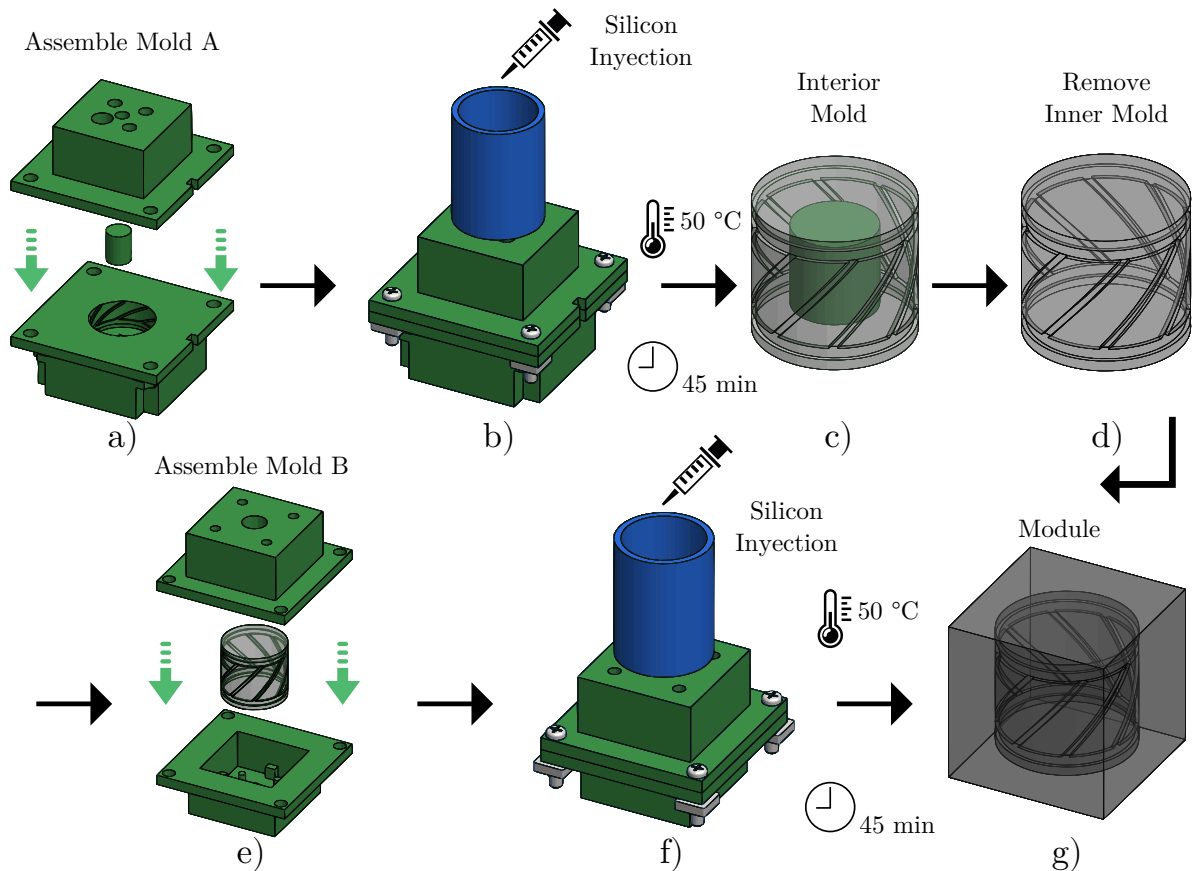 Assemble Mold A
Silicon
Inyection
Interior
Mold
Remove
Inner Mold
50 °C
45 min
a)
b)
c)
d)
Assemble Mold B
Silicon
Inyection
Module
50 °C
45 min
e)
f)
g)